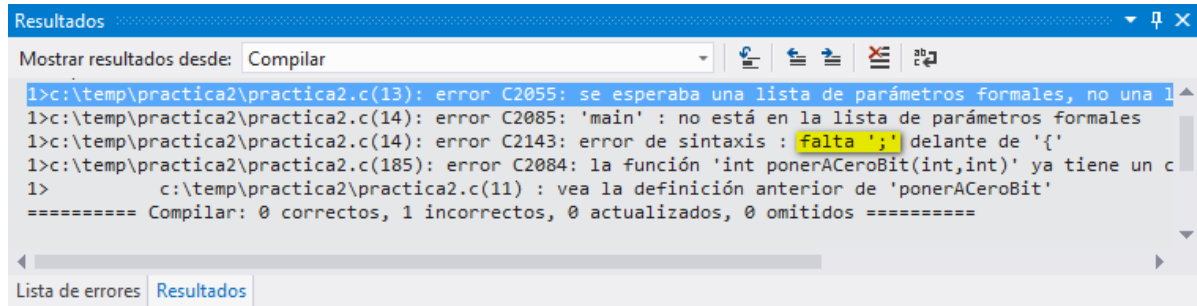 Resultados
Mostrar resultados desde: Compilar
1>c:\temp\practica2\practica2.c(13): error C2055: se esperaba una lista de parámetros formales, no una l
1>c:\temp\practica2\practica2.c(14): error C2085: 'main' : no está en la lista de parámetros formales
1>c:\temp\practica2\practica2.c(14): error C2143: error de sintaxis : falta ';' delante de '{'
1>c:\temp\practica2\practica2.c(185): error C2084: la función 'int ponerACeroBit(int,int)' ya tiene un c
1>          c:\temp\practica2\practica2.c(11) : vea la definición anterior de 'ponerACeroBit'
========== Compilar: 0 correctos, 1 incorrectos, 0 actualizados, 0 omitidos ==========
Lista de errores Resultados